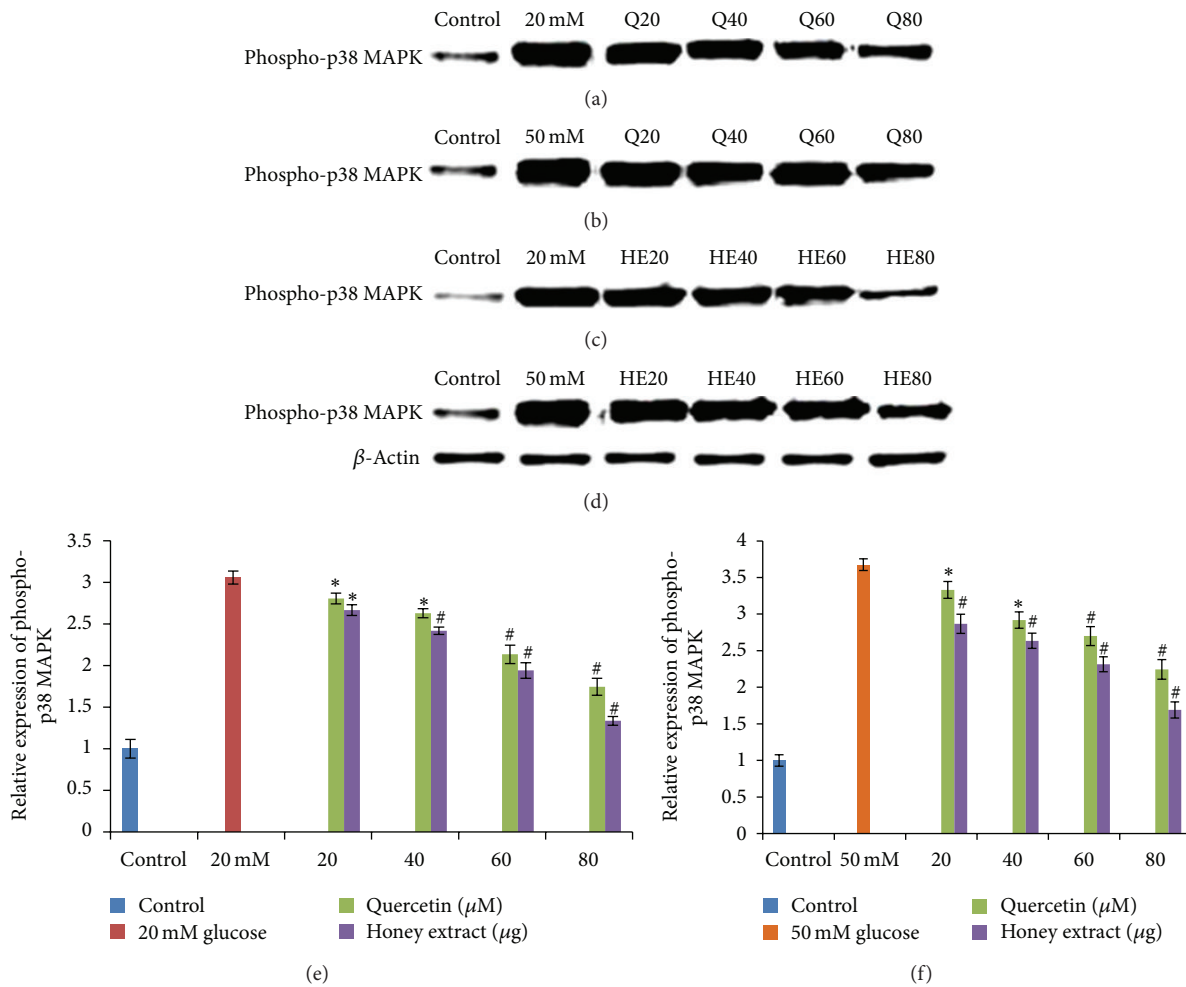 Control 20 mM Q20 Q40 Q60 Q80
Phospho-p38 MAPK
(a)
Control 50 mM Q20 Q40 Q60 Q80
Phospho-p38 MAPK
(b)
Control 20 mM HE20 HE40 HE60 HE80
Phospho-p38 MAPK
(c)
Control 50 mM HE20 HE40 HE60 HE80
Phospho-p38 MAPK
β-Actin
(d)
Relative expression of phospho-
p38 MAPK
3.5
3
2.5
2
1.5
1
0.5
0
* * * # # # # #
Control 20 mM 20 40 60 80
Control
20 mM glucose
Quercetin (μM)
Honey extract (μg)
(e)
Relative expression of phospho-
p38 MAPK
4
3.5
3
2.5
2
1.5
1
0.5
0
* # * # # # # #
Control 50 mM 20 40 60 80
Control
50 mM glucose
Quercetin (μM)
Honey extract (μg)
(f)